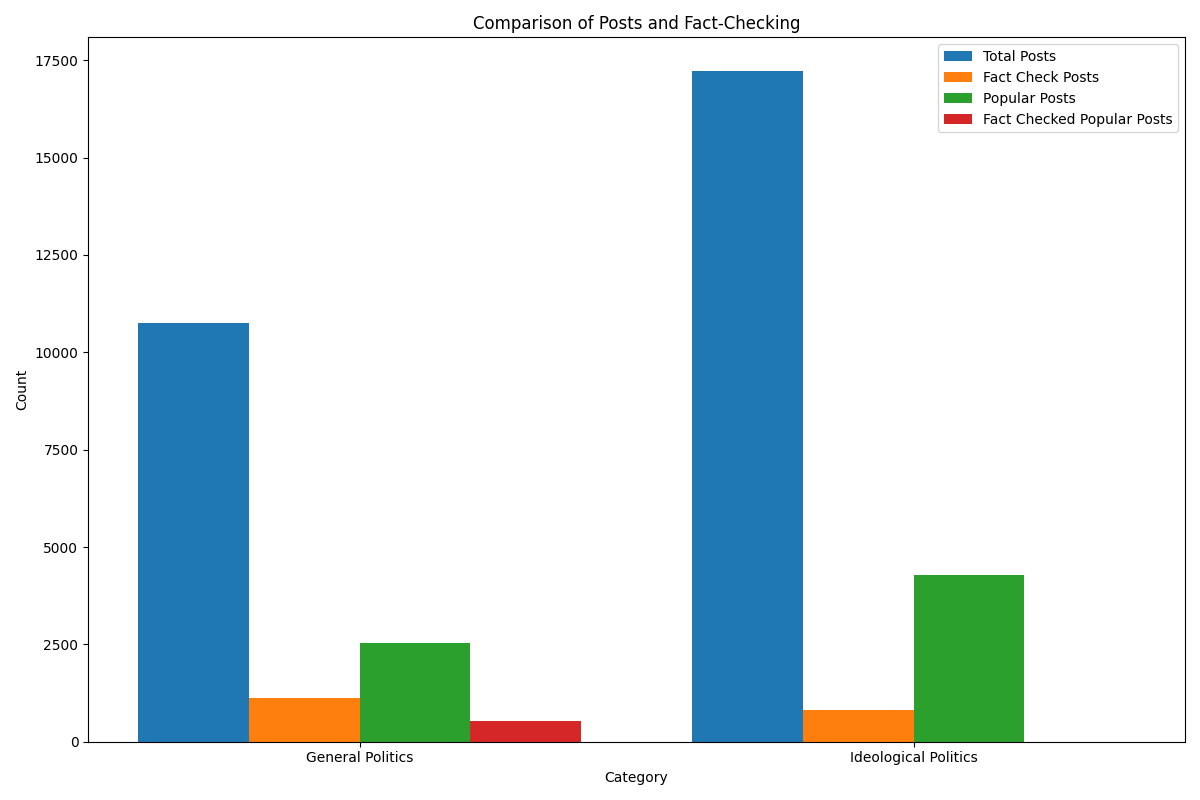 Comparison of Posts and Fact-Checking
Total Posts
Fact Check Posts
Popular Posts
Fact Checked Popular Posts
17500
15000
12500
10000
7500
5000
2500
0
Count
General Politics
Ideological Politics
Category